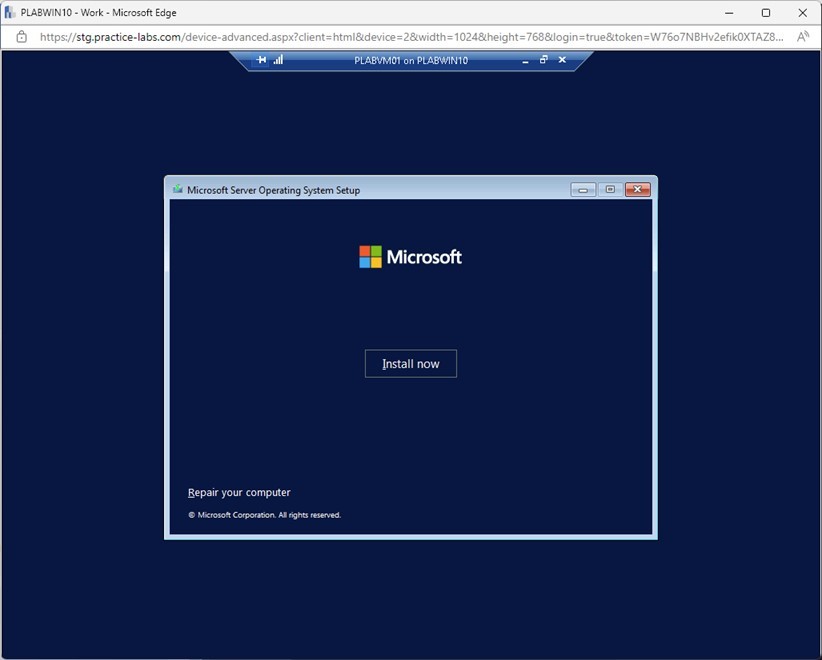 PLABWIN10 - Work - Microsoft Edge
https://stg.practice-labs.com/device-advanced.aspx?client=html&device=2&width=1024&height=768&login=true&token=W76o7NBHv2efik0XTAZ8...
PLABVM01 on PLABWIN10
Microsoft Server Operating System Setup
Microsoft
Install now
Repair your computer
© Microsoft Corporation. All rights reserved.